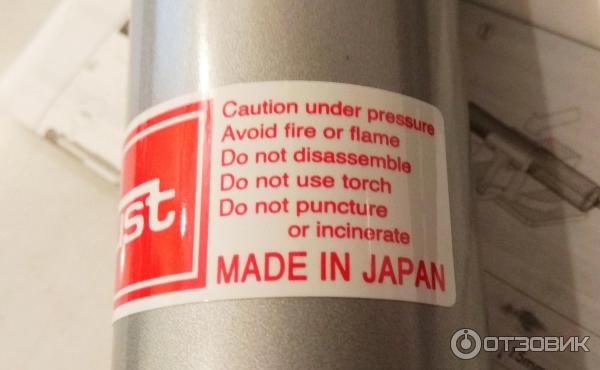 Caution under pressure
Avoid fire or flame
Do not disassemble
Do not use torch
Do not puncture
or incinerate
MADE IN JAPAN
ОТЗОВИК